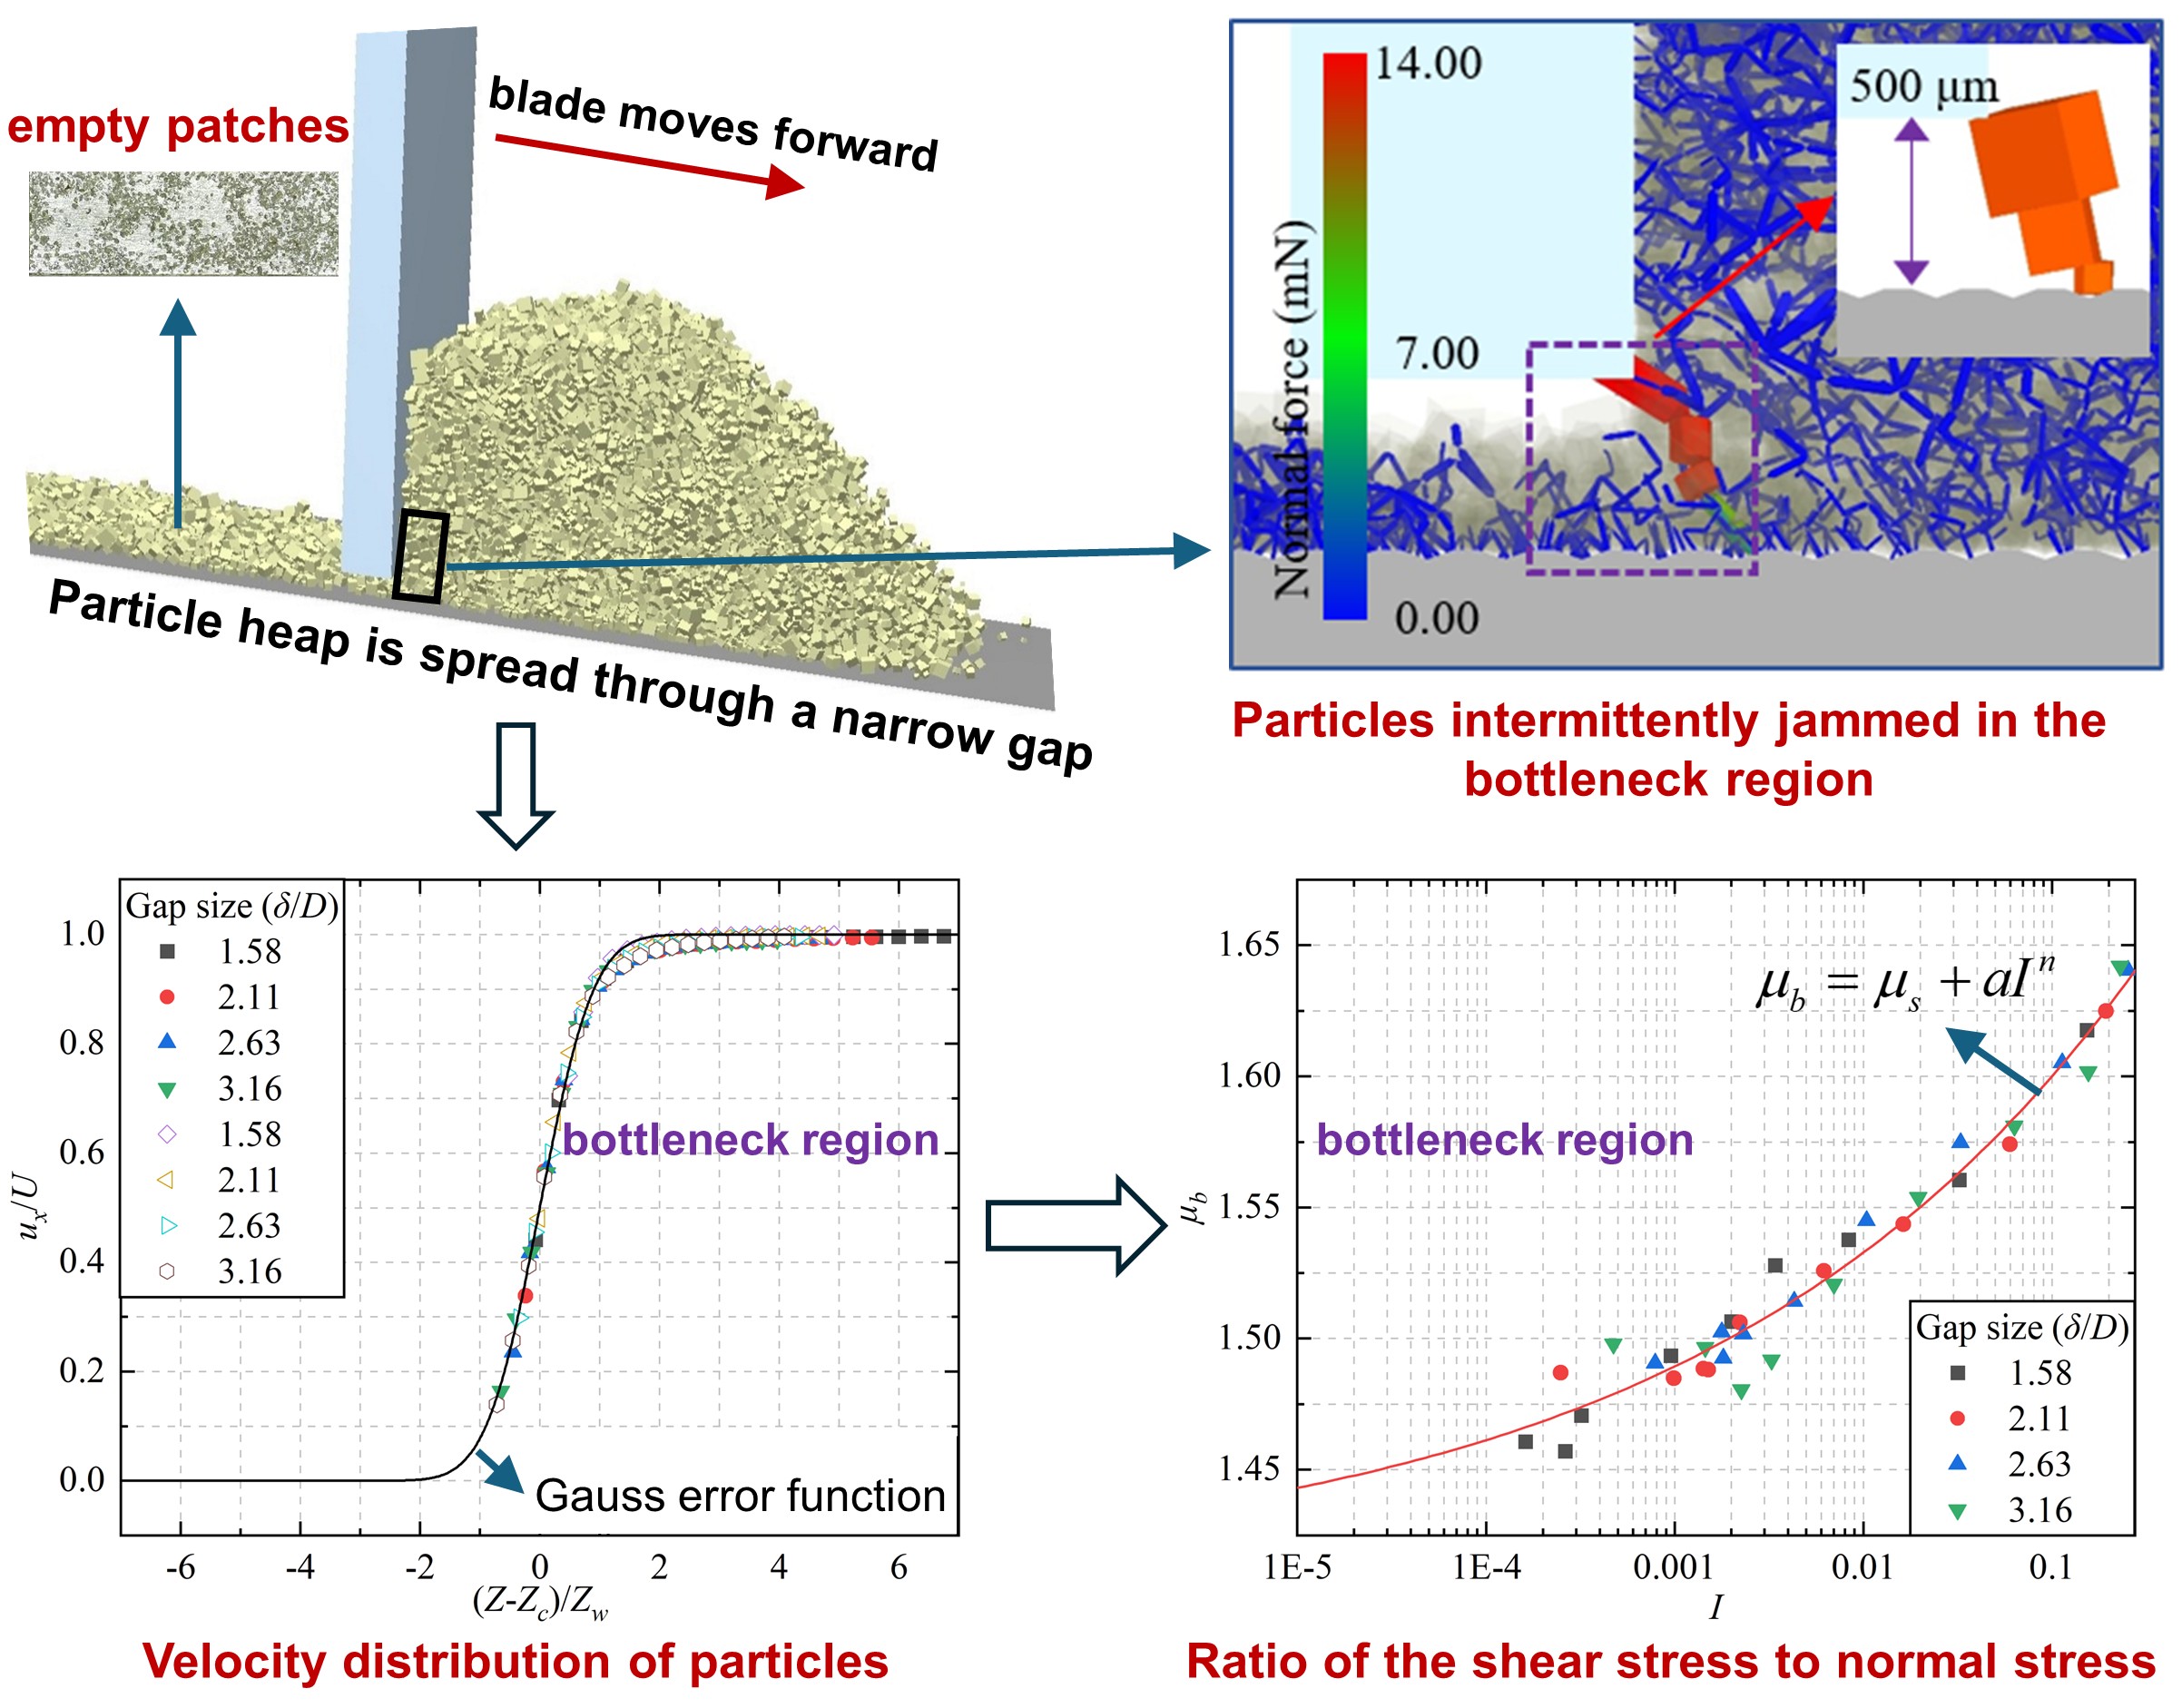 empty patches
blade moves forward
Particle heap is spread through a narrow gap
14.00
7.00
0.00
Normal force (mN)
500 μm
Particles intermittently jammed in the
bottleneck region
Gap size (δ/D)
1.58
2.11
2.63
3.16
1.58
2.11
2.63
3.16
1.0
0.8
0.6
0.4
0.2
0.0
u_x/U
bottleneck region
Gauss error function
-6 -4 -2 0 2 4 6
(Z-Z_c)/Z_w
Velocity distribution of particles
1.65
1.60
1.55
1.50
1.45
μ_b
μ_b = μ_s + aI^n
bottleneck region
Gap size (δ/D)
1.58
2.11
2.63
3.16
1E-5 1E-4 0.001 0.01 0.1
I
Ratio of the shear stress to normal stress